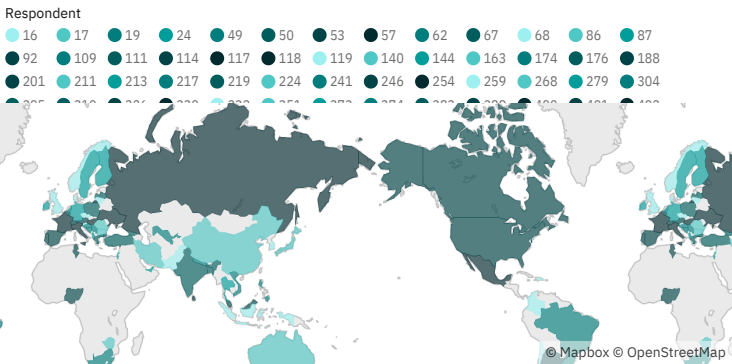 Respondent
16 17 19 24 49 50 53 57 62 67 68 86 87
92 109 111 114 117 118 119 140 144 163 174 176 188
201 211 213 217 219 224 241 246 254 259 268 279 304
© Mapbox © OpenStreetMap